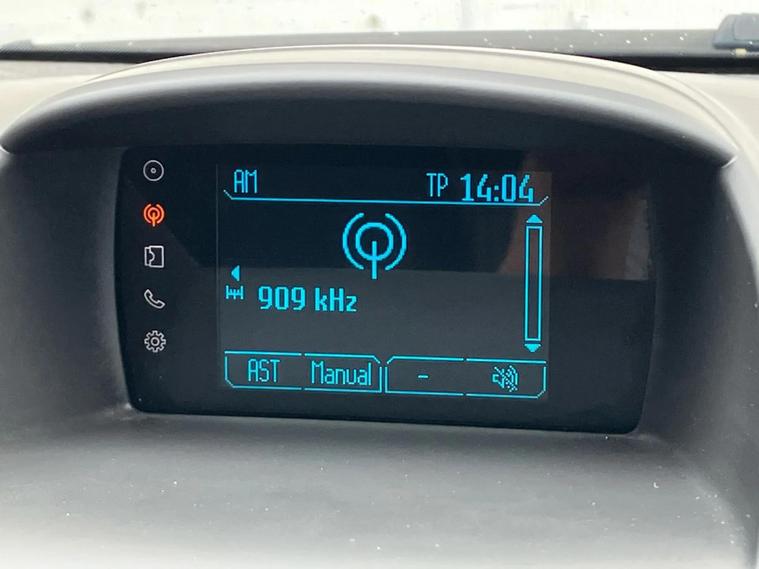 AM TP 14:04
909 kHz
AST Manual -